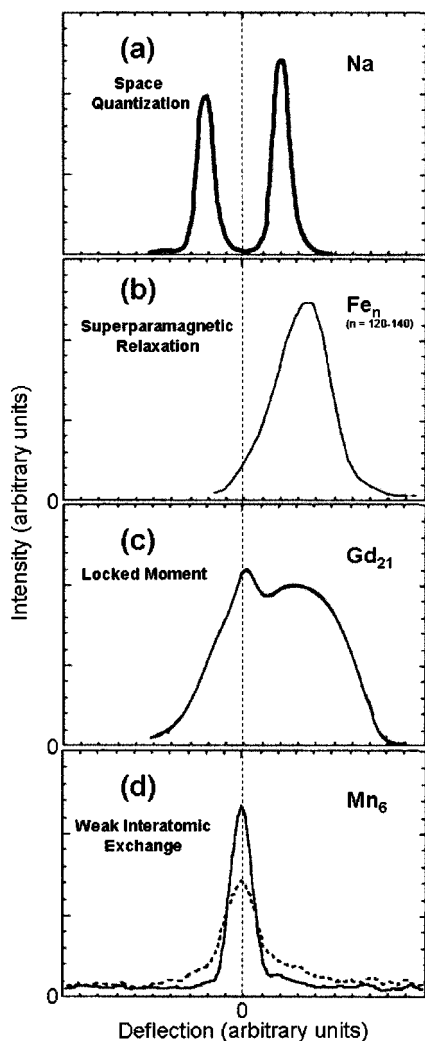 (a)
Na
Space
Quantization
(b)
Fen
(n = 120-140)
Superparamagnetic
Relaxation
0
(c)
Gd21
Locked Moment
0
(d)
Mn6
Weak Interatomic
Exchange
0
0
Deflection (arbitrary units)
Intensity (arbitrary units)